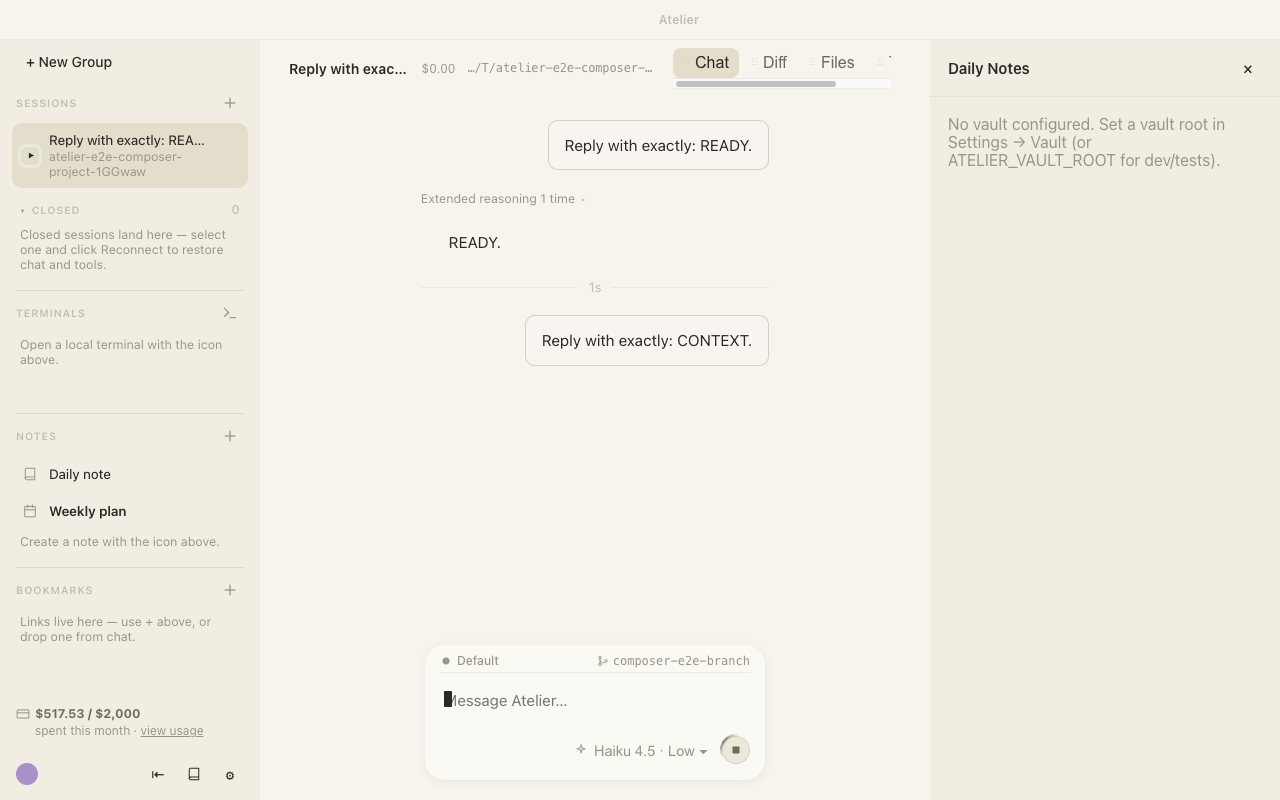 Atelier
+ New Group
SESSIONS
Reply with exactly: REA...
atelier-e2e-composer-
project-1GGwaw
CLOSED
0
Closed sessions land here — select
one and click Reconnect to restore
chat and tools.
TERMINALS
Open a local terminal with the icon
above.
NOTES
Daily note
Weekly plan
Create a note with the icon above.
BOOKMARKS
Links live here — use + above, or
drop one from chat.
$517.53 / $2,000
spent this month · view usage
Reply with exac...
$0.00
…/T/atelier-e2e-composer-…
Chat
Diff
Files
Reply with exactly: READY.
Extended reasoning 1 time
READY.
1s
Reply with exactly: CONTEXT.
Default
composer-e2e-branch
Message Atelier...
Haiku 4.5 · Low
Daily Notes
No vault configured. Set a vault root in
Settings → Vault (or
ATELIER_VAULT_ROOT for dev/tests).